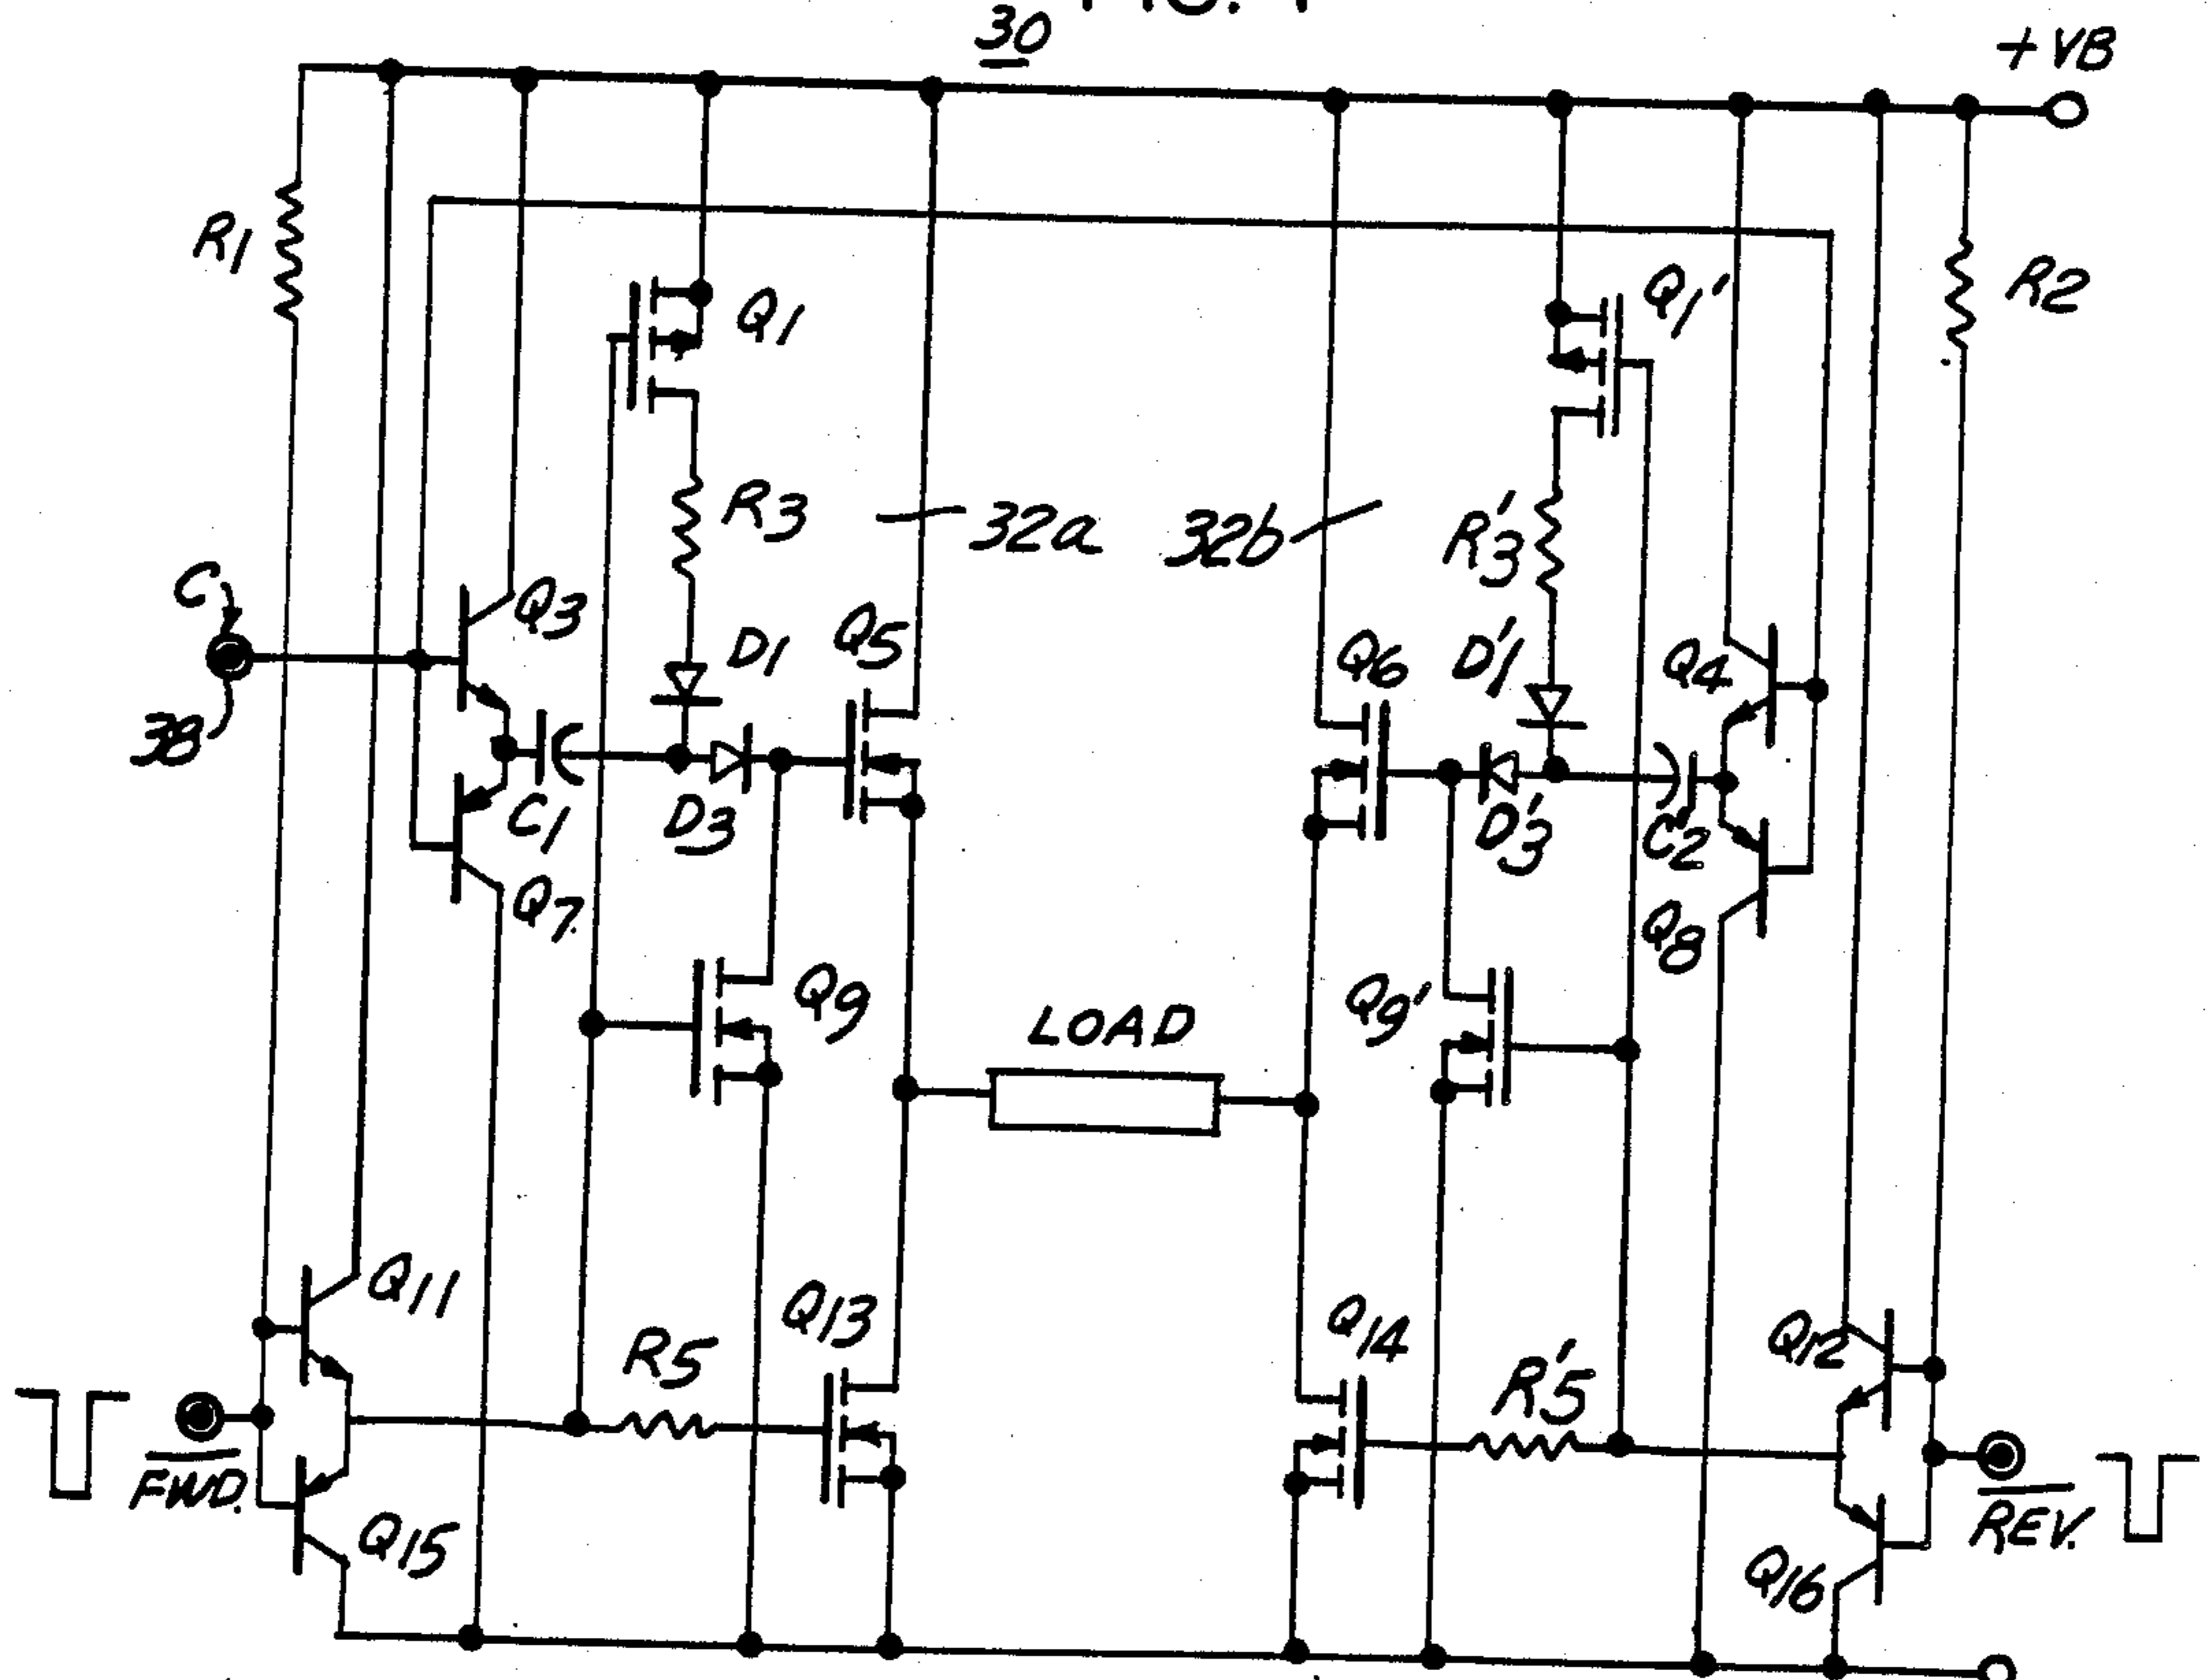 30
+VB
R1
Q1
Q1'
R2
R3
32a
32b
R'3
C
Q3
D1
Q5
Q6
D'1
Q4
38
C1
D3
D'3
C'2
Q7
Q8
Q9
Q9'
LOAD
Q11
Q13
Q14
Q12
R5
R'5
FWD.
REV.
Q15
Q16